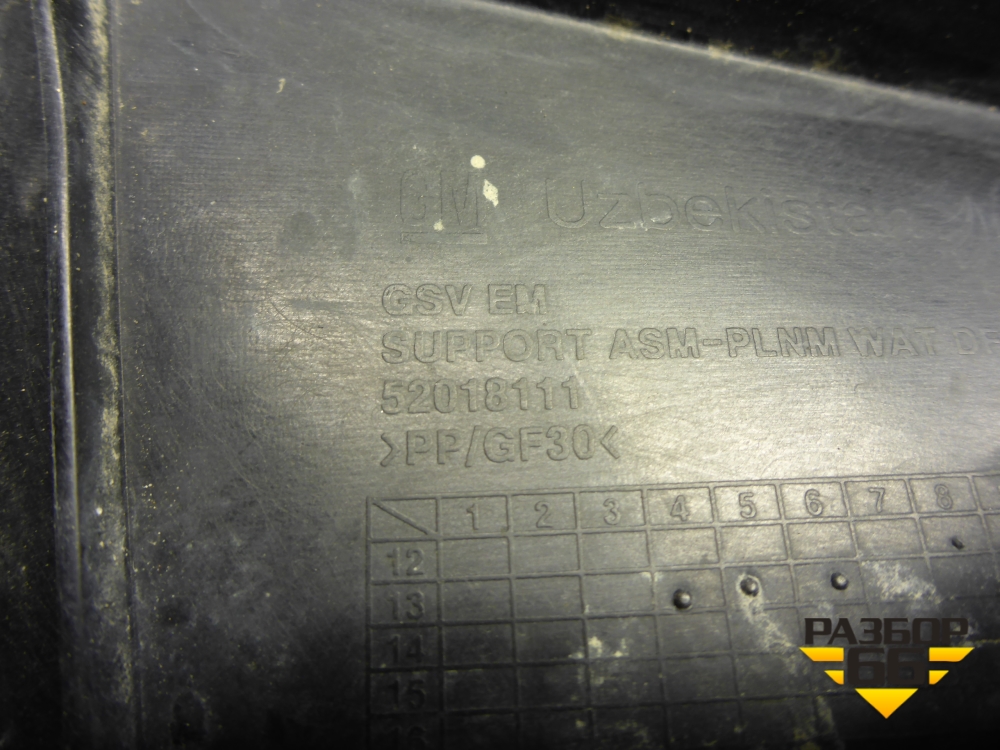 GM Uzbekistan
GSV EM
SUPPORT ASM-PLNM WAT
52018111
>PP/GF30<
1 2 3 4 5 6 7 8
12
13
14
15
РАЗБОР
66